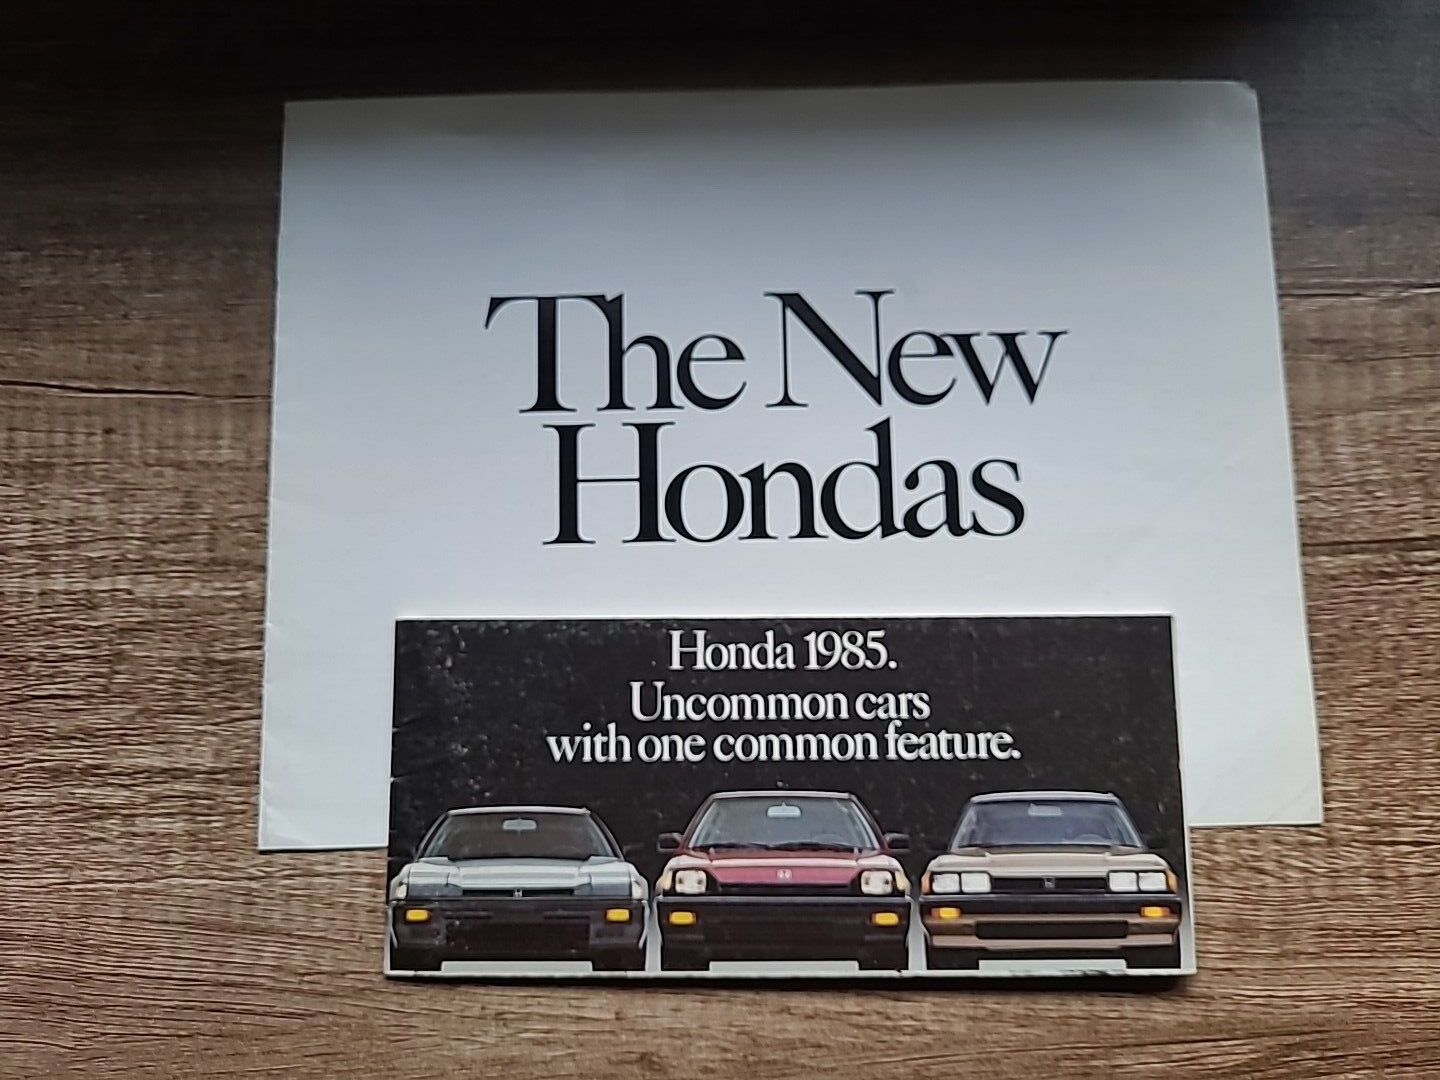 The New
Hondas
Honda 1985.
Uncommon cars
with one common feature.